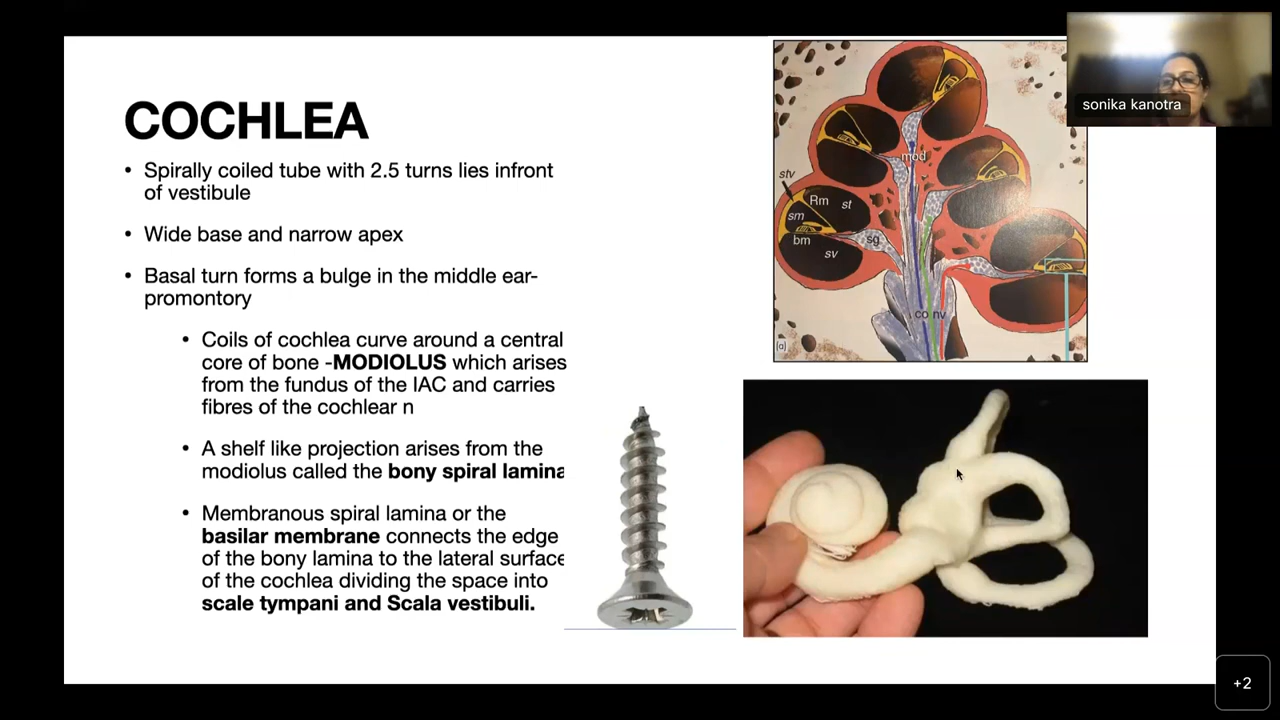 COCHLEA
• Spirally coiled tube with 2.5 turns lies infront
of vestibule
• Wide base and narrow apex
• Basal turn forms a bulge in the middle ear-
promontory
• Coils of cochlea curve around a central
core of bone -MODIOLUS which arises
from the fundus of the IAC and carries
fibres of the cochlear n
• A shelf like projection arises from the
modiolus called the bony spiral lamina
• Membranous spiral lamina or the
basilar membrane connects the edge
of the bony lamina to the lateral surface
of the cochlea dividing the space into
scale tympani and Scala vestibuli.
mod
stv
Rm
st
sm
bm
sg
sv
co nv
(a)
sonika kanotra
+2